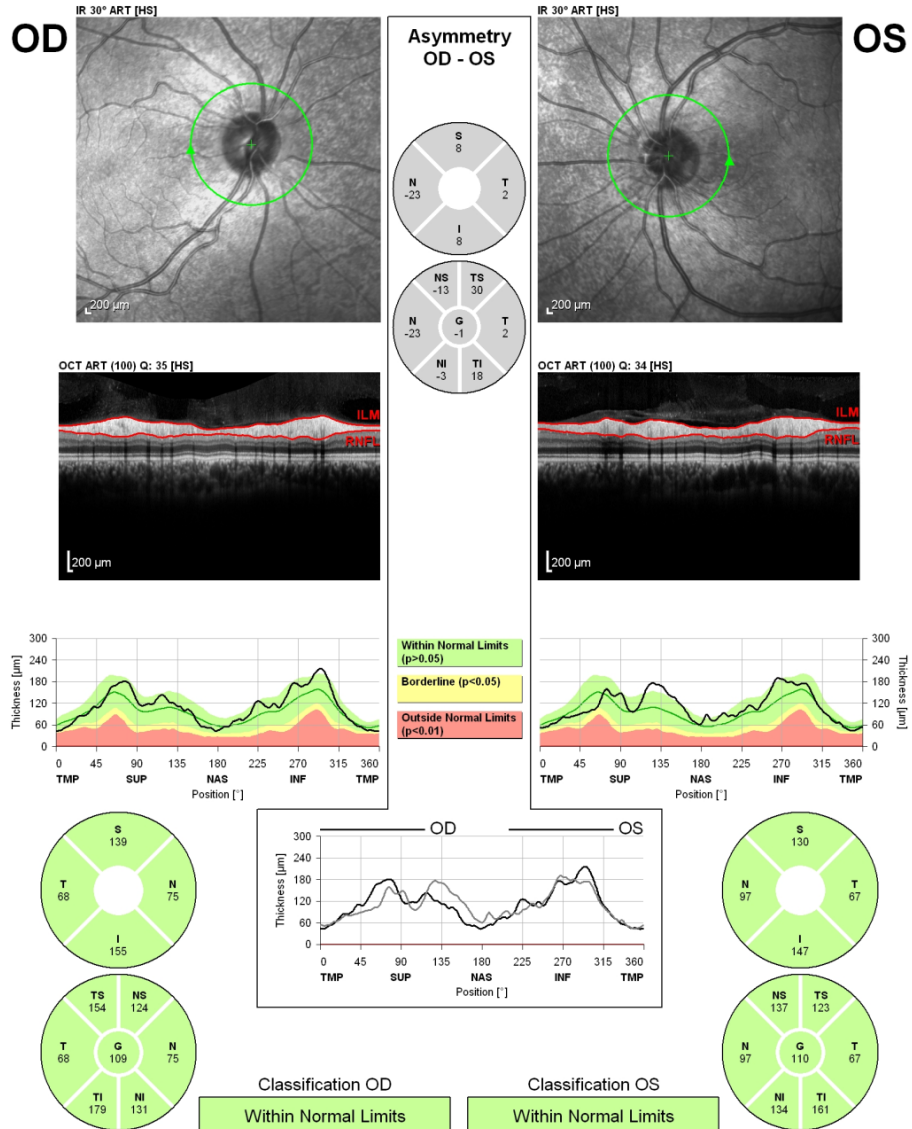 IR 30° ART [HS]
OD
200 µm
Asymmetry
OD - OS
S
8
N
-23
T
2
I
8
NS
-13
TS
30
N
-23
G
-1
T
2
NI
-3
TI
18
IR 30° ART [HS]
OS
200 µm
OCT ART (100) Q: 35 [HS]
ILM
RNFL
200 µm
OCT ART (100) Q: 34 [HS]
ILM
RNFL
200 µm
Thickness [µm]
300
240
180
120
60
0
0 45 90 135 180 225 270 315 360
TMP SUP NAS INF TMP
Position [°]
Within Normal Limits
(p>0.05)
Borderline (p<0.05)
Outside Normal Limits
(p<0.01)
300
240
180
120
60
0
Thickness [µm]
0 45 90 135 180 225 270 315 360
TMP SUP NAS INF TMP
Position [°]
S
139
T
68
N
75
I
155
TS
154
NS
124
T
68
G
109
N
75
TI
179
NI
131
OD OS
Thickness [µm]
300
240
180
120
60
0
0 45 90 135 180 225 270 315 360
TMP SUP NAS INF TMP
Position [°]
S
130
N
97
T
67
I
147
NS
137
TS
123
N
97
G
110
T
67
NI
134
TI
161
Classification OD
Within Normal Limits
Classification OS
Within Normal Limits